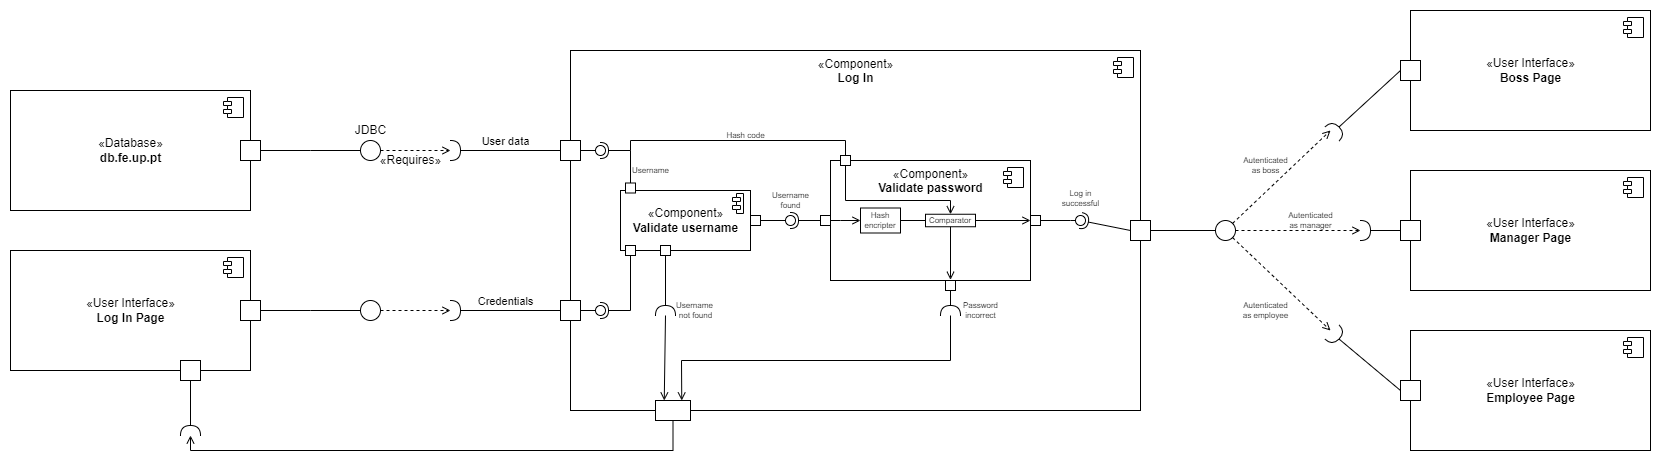 «Database»
db.fe.up.pt
JDBC
«Requires»
User data
«User Interface»
Log In Page
Credentials
«Component»
Log In
Hash code
Username
«Component»
Validate username
Username
found
Username
not found
«Component»
Validate password
Hash
encripter
Comparator
Password
incorrect
Log in
successful
Autenticated
as boss
Autenticated
as manager
Autenticated
as employee
«User Interface»
Boss Page
«User Interface»
Manager Page
«User Interface»
Employee Page